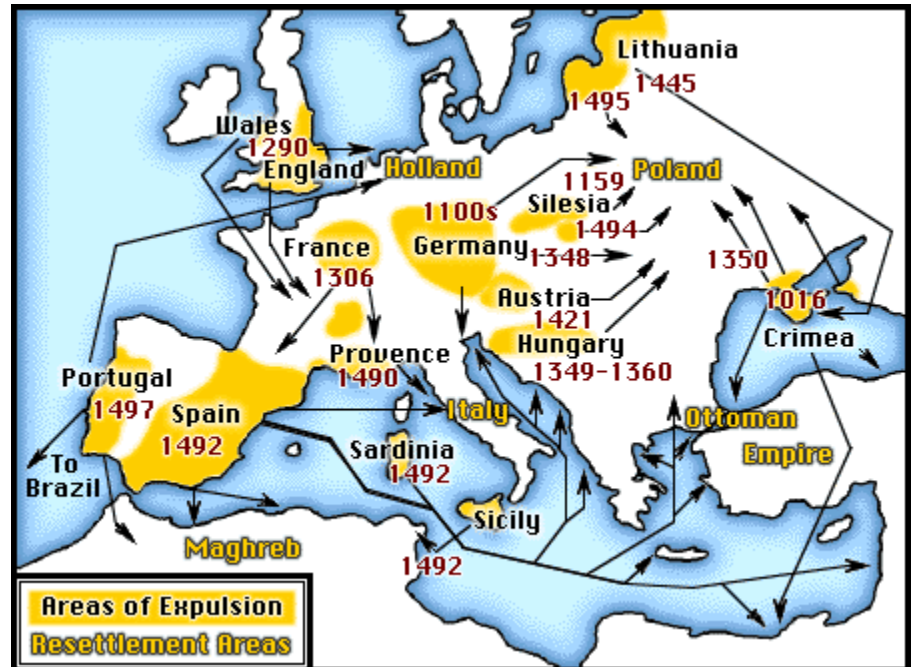 Lithuania
1445
1495
Wales
1290
England
Holland
1159
Poland
Silesia
1100s
1494
France
Germany
1348
1306
1350
Austria
1421
1016
Crimea
Hungary
1349-1360
Provence
1490
Portugal
1497
Spain
1492
Italy
Ottoman
Empire
Sardinia
1492
To
Brazil
Sicily
Maghreb
1492
Areas of Expulsion
Resettlement Areas